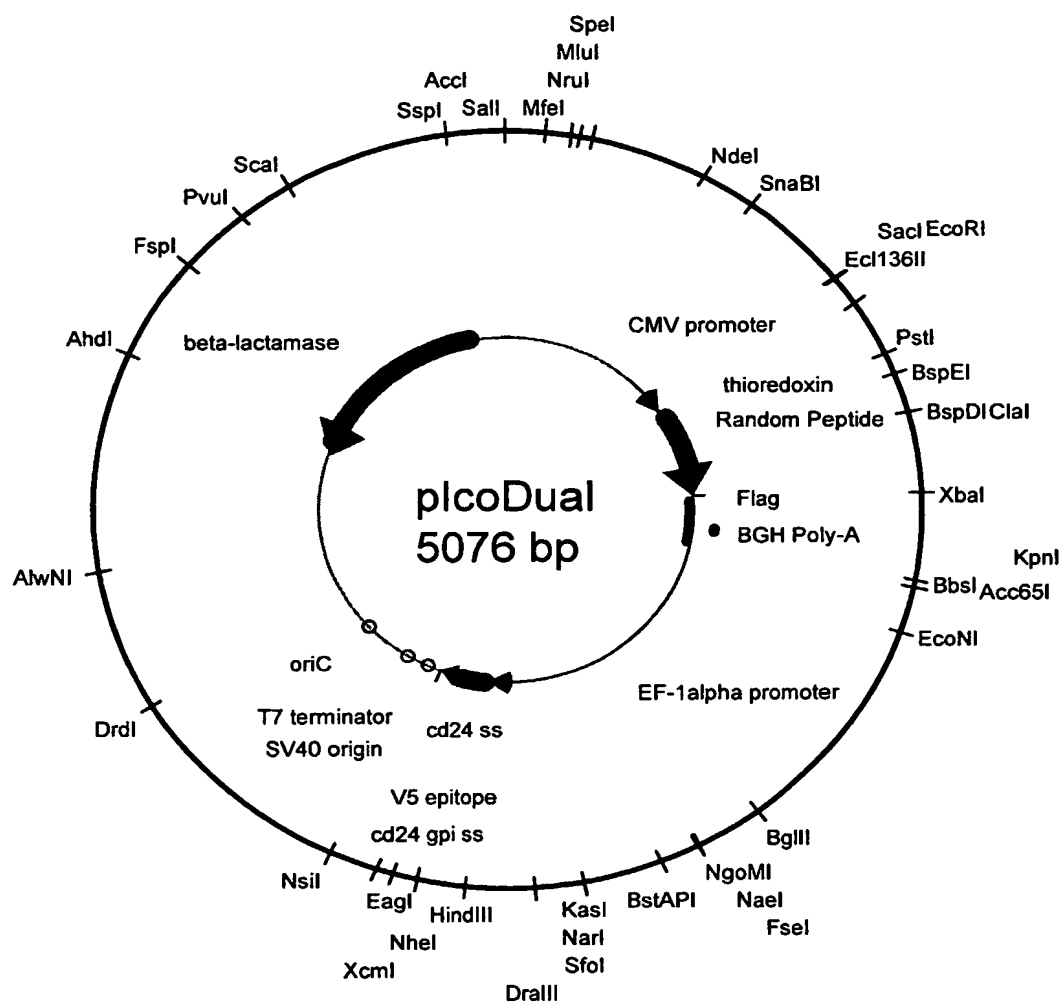 SpeI
MluI
AccI
NruI
SspI
SalI
MfeI
ScaI
NdeI
PvuI
SnaBI
SacI
EcoRI
FspI
Ecl136II
CMV promoter
AhdI
beta-lactamase
PstI
BspEI
thioredoxin
BspDI
ClaI
Random Peptide
pIcoDual
5076 bp
XbaI
Flag
BGH Poly-A
KpnI
AlwNI
BbsI
Acc65I
EcoNI
oriC
EF-1alpha promoter
DrdI
T7 terminator
cd24 ss
SV40 origin
V5 epitope
cd24 gpi ss
BglII
NsiI
NgoMI
EagI
HindIII
KasI
BstAPI
NaeI
NheI
NarI
FseI
XcmI
SfoI
DraIII